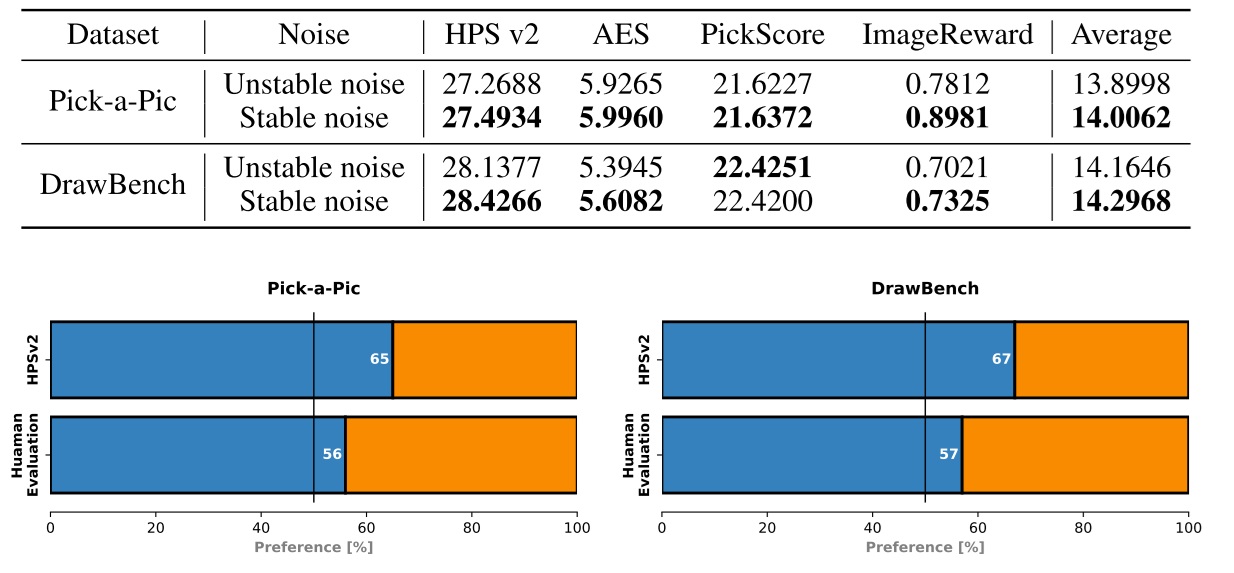 Dataset Noise HPS v2 AES PickScore ImageReward Average
Pick-a-Pic
Unstable noise 27.2688 5.9265 21.6227 0.7812 13.8998
Stable noise 27.4934 5.9960 21.6372 0.8981 14.0062
DrawBench
Unstable noise 28.1377 5.3945 22.4251 0.7021 14.1646
Stable noise 28.4266 5.6082 22.4200 0.7325 14.2968
Pick-a-Pic
HPSv2
65
Huaman
Evaluation
56
0 20 40 60 80 100
Preference [%]
DrawBench
HPSv2
67
Huaman
Evaluation
57
0 20 40 60 80 100
Preference [%]